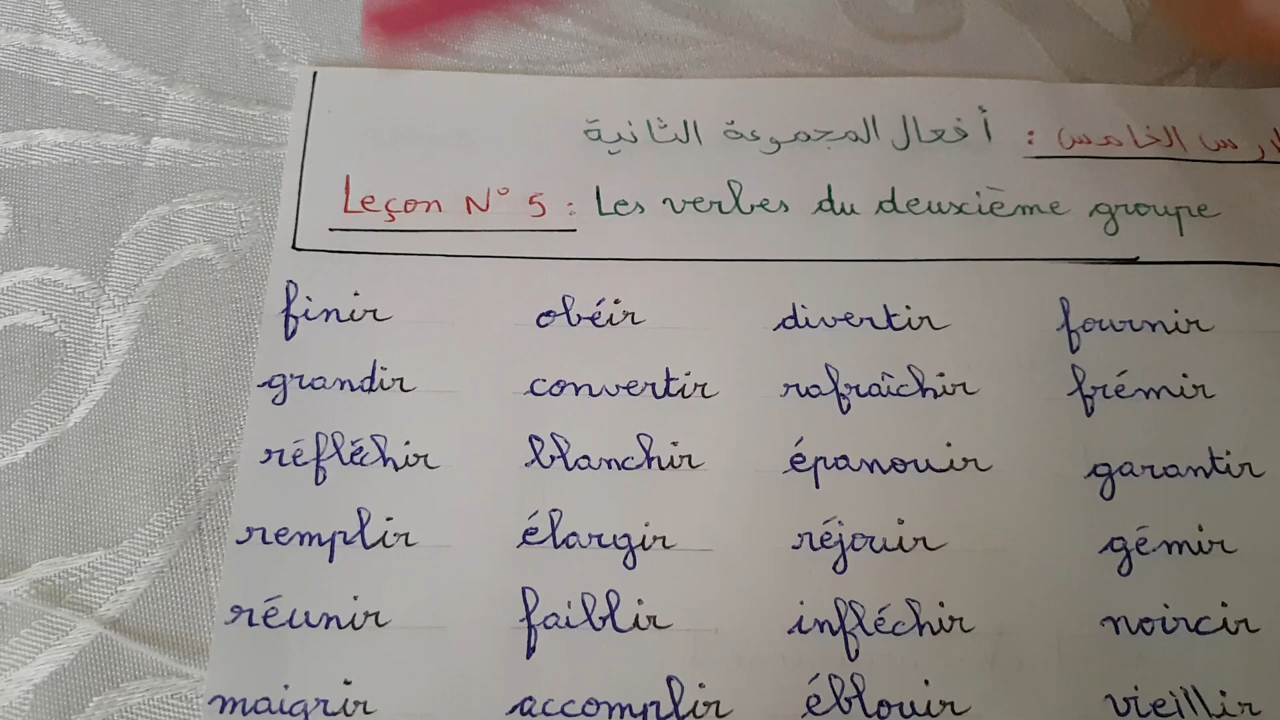 الدرس الخامس : أفعال المجموعة الثانية
Leçon N° 5 : Les verbes du deuxième groupe
finir obéir divertir fournir
grandir convertir rafraîchir frémir
réfléchir blanchir épanouir garantir
remplir élargir réjouir gémir
réunir faiblir infléchir noircir
maigrir accomplir éblouir vieillir